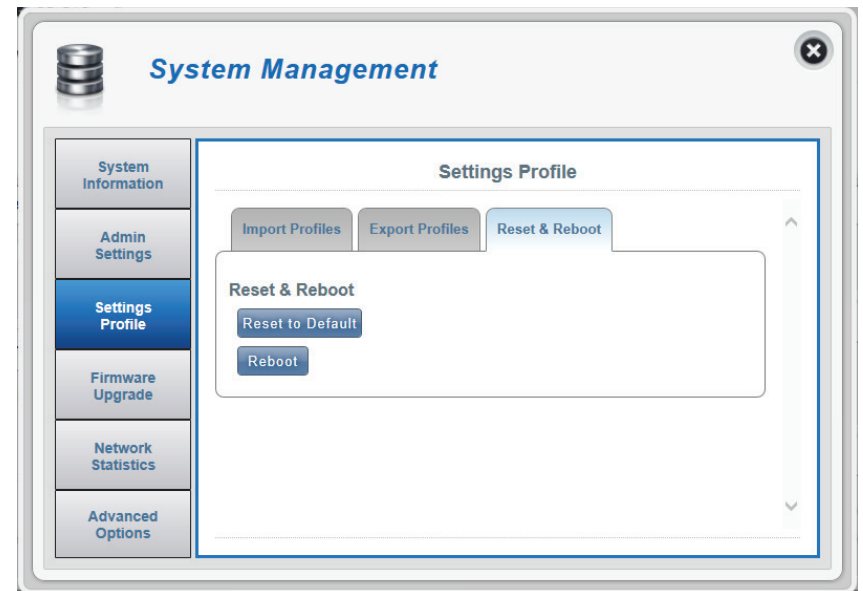 System Management
System
Information
Admin
Settings
Settings
Profile
Firmware
Upgrade
Network
Statistics
Advanced
Options
Settings Profile
Import Profiles
Export Profiles
Reset & Reboot
Reset & Reboot
Reset to Default
Reboot